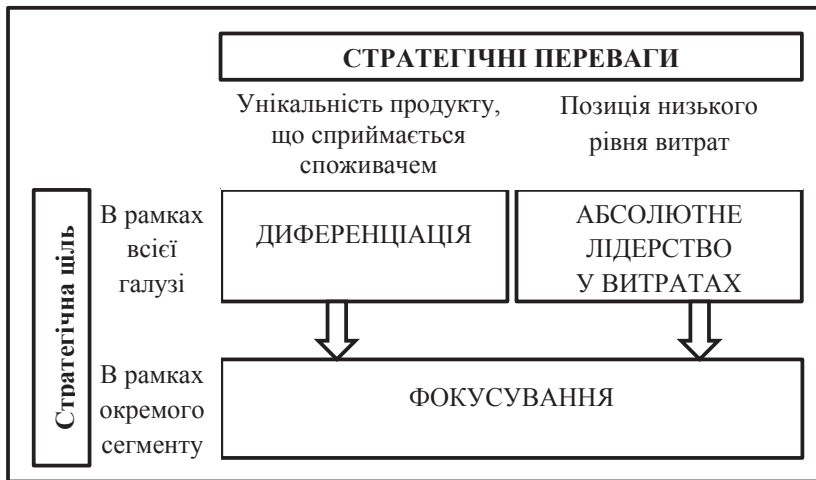 СТРАТЕГІЧНІ ПЕРЕВАГИ
Унікальність продукту,
що сприймається
споживачем
Позиція низького
рівня витрат
Стратегічна ціль
В рамках
всієї
галузі
ДИФЕРЕНЦІАЦІЯ
АБСОЛЮТНЕ
ЛІДЕРСТВО
У ВИТРАТАХ
В рамках
окремого
сегменту
ФОКУСУВАННЯ